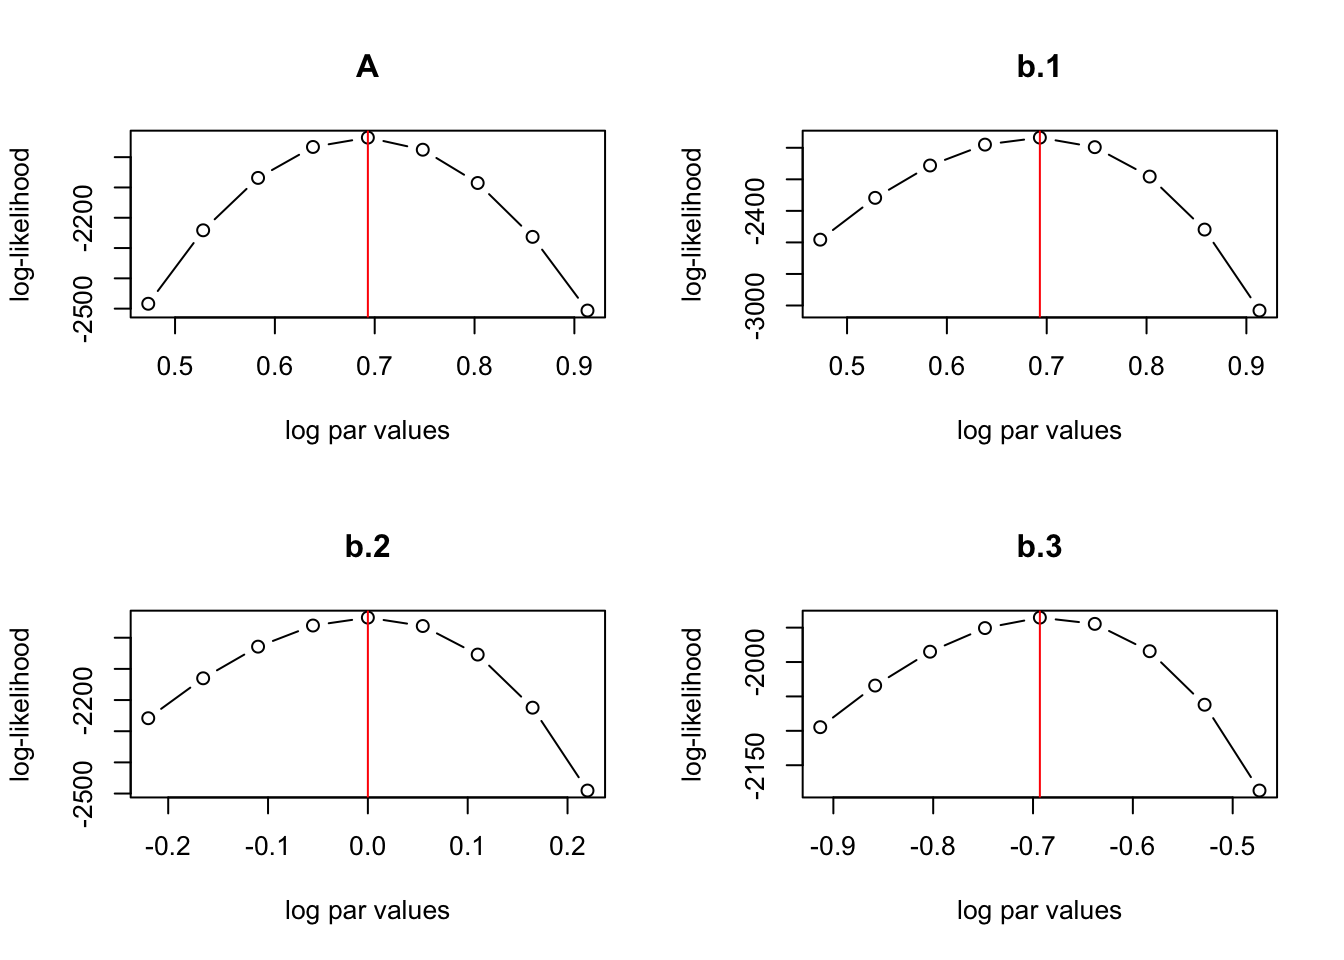 A
log-likelihood
-2200
-2500
0.5 0.6 0.7 0.8 0.9
log par values
b.1
log-likelihood
-2400
-3000
0.5 0.6 0.7 0.8 0.9
log par values
b.2
log-likelihood
-2200
-2500
-0.2 -0.1 0.0 0.1 0.2
log par values
b.3
log-likelihood
-2000
-2150
-0.9 -0.8 -0.7 -0.6 -0.5
log par values